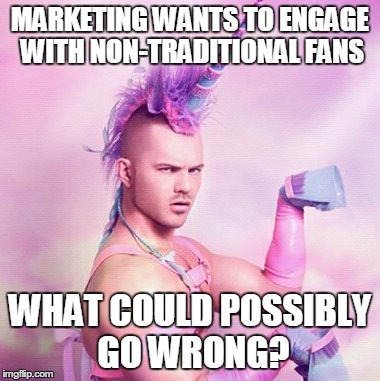 MARKETING WANTS TO ENGAGE
WITH NON-TRADITIONAL FANS
WHAT COULD POSSIBLY
GO WRONG?
imgflip.com